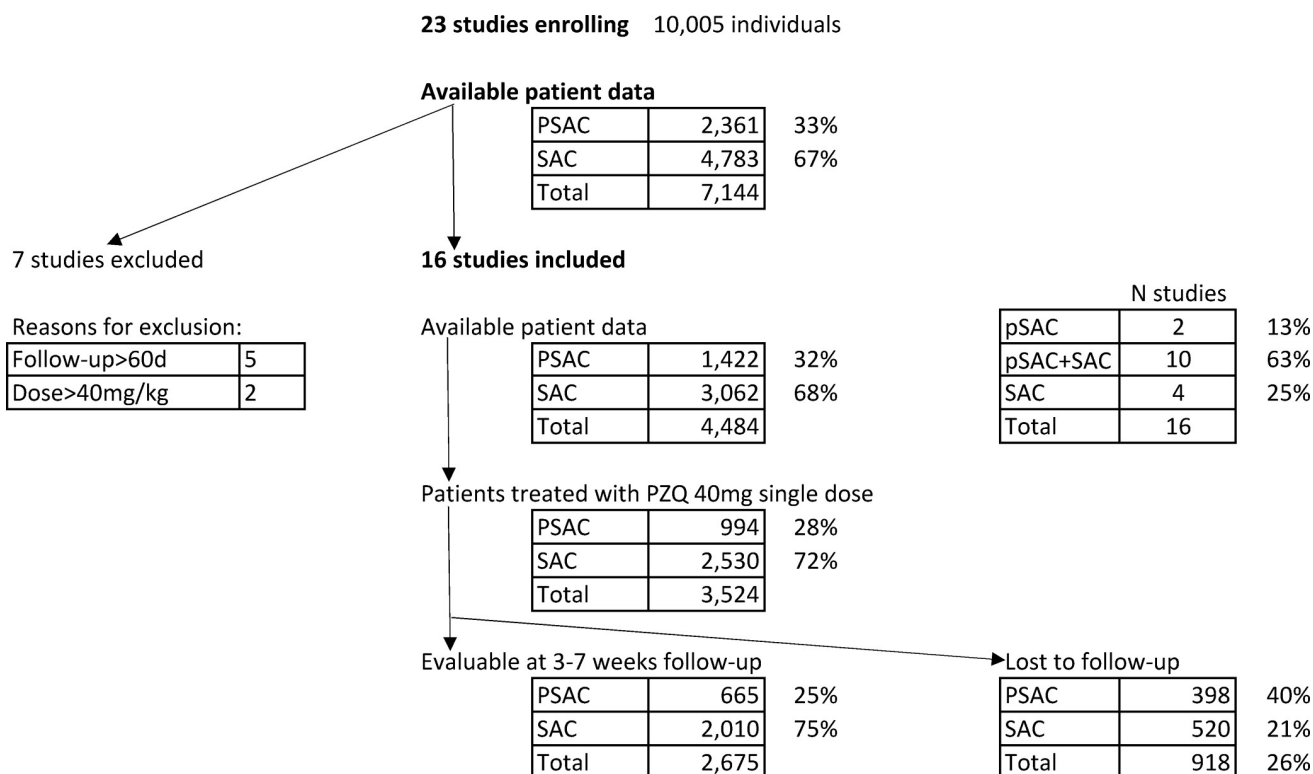 23 studies enrolling 10,005 individuals
Available patient data
PSAC 2,361 33%
SAC 4,783 67%
Total 7,144
7 studies excluded
Reasons for exclusion:
Follow-up>60d 5
Dose>40mg/kg 2
16 studies included
Available patient data
PSAC 1,422 32%
SAC 3,062 68%
Total 4,484
N studies
pSAC 2 13%
pSAC+SAC 10 63%
SAC 4 25%
Total 16
Patients treated with PZQ 40mg single dose
PSAC 994 28%
SAC 2,530 72%
Total 3,524
Evaluable at 3-7 weeks follow-up
PSAC 665 25%
SAC 2,010 75%
Total 2,675
Lost to follow-up
PSAC 398 40%
SAC 520 21%
Total 918 26%